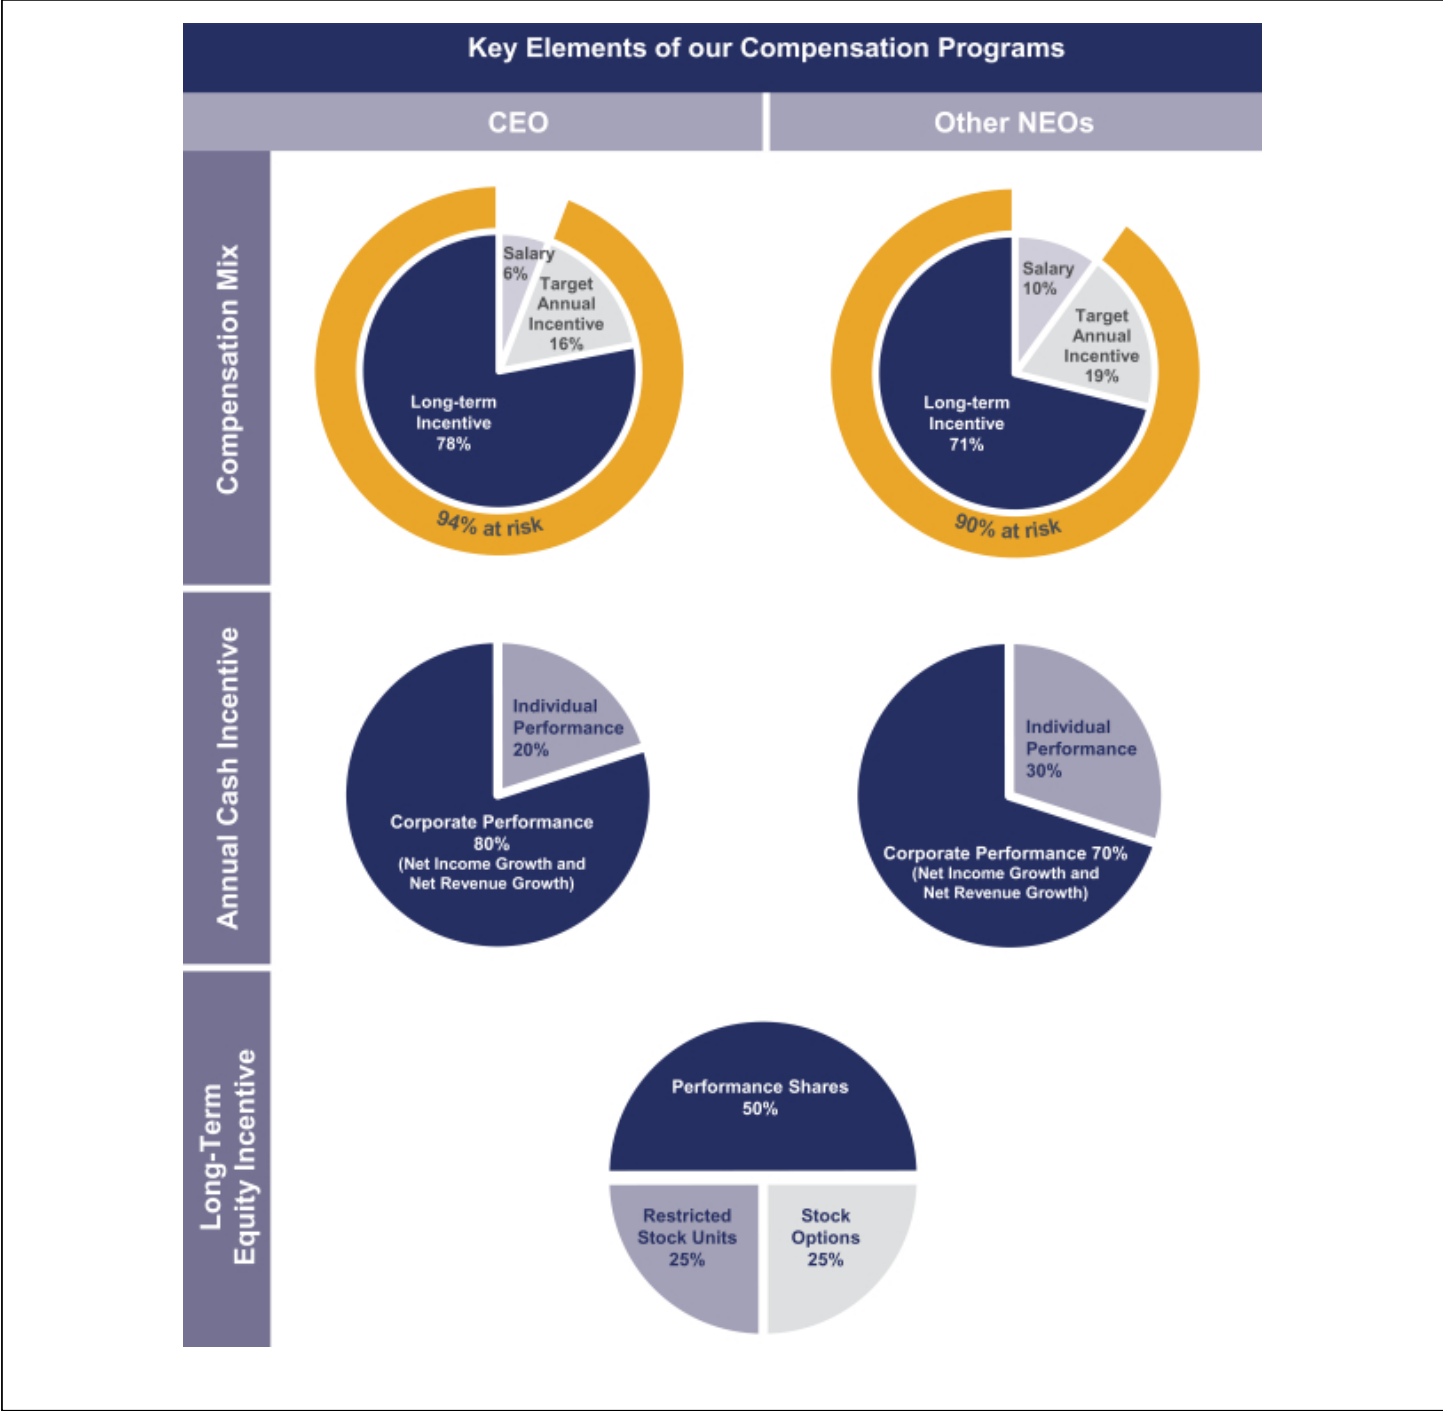 Key Elements of our Compensation Programs
CEO
Other NEOs
Compensation Mix
Salary
6%
Target
Annual
Incentive
16%
Long-term
Incentive
78%
94% at risk
Salary
10%
Target
Annual
Incentive
19%
Long-term
Incentive
71%
90% at risk
Annual Cash Incentive
Individual
Performance
20%
Corporate Performance
80%
(Net Income Growth and
Net Revenue Growth)
Individual
Performance
30%
Corporate Performance 70%
(Net Income Growth and
Net Revenue Growth)
Long-Term
Equity Incentive
Performance Shares
50%
Restricted
Stock Units
25%
Stock
Options
25%